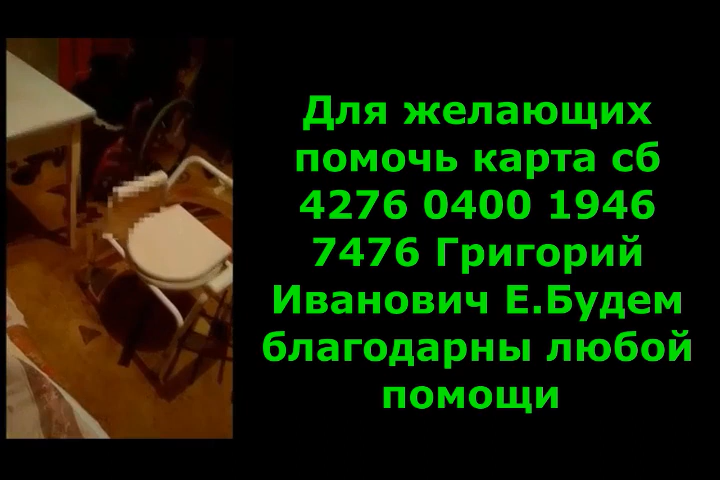 Для желающих
помочь карта сб
4276 0400 1946
7476 Григорий
Иванович Е.Будем
благодарны любой
помощи